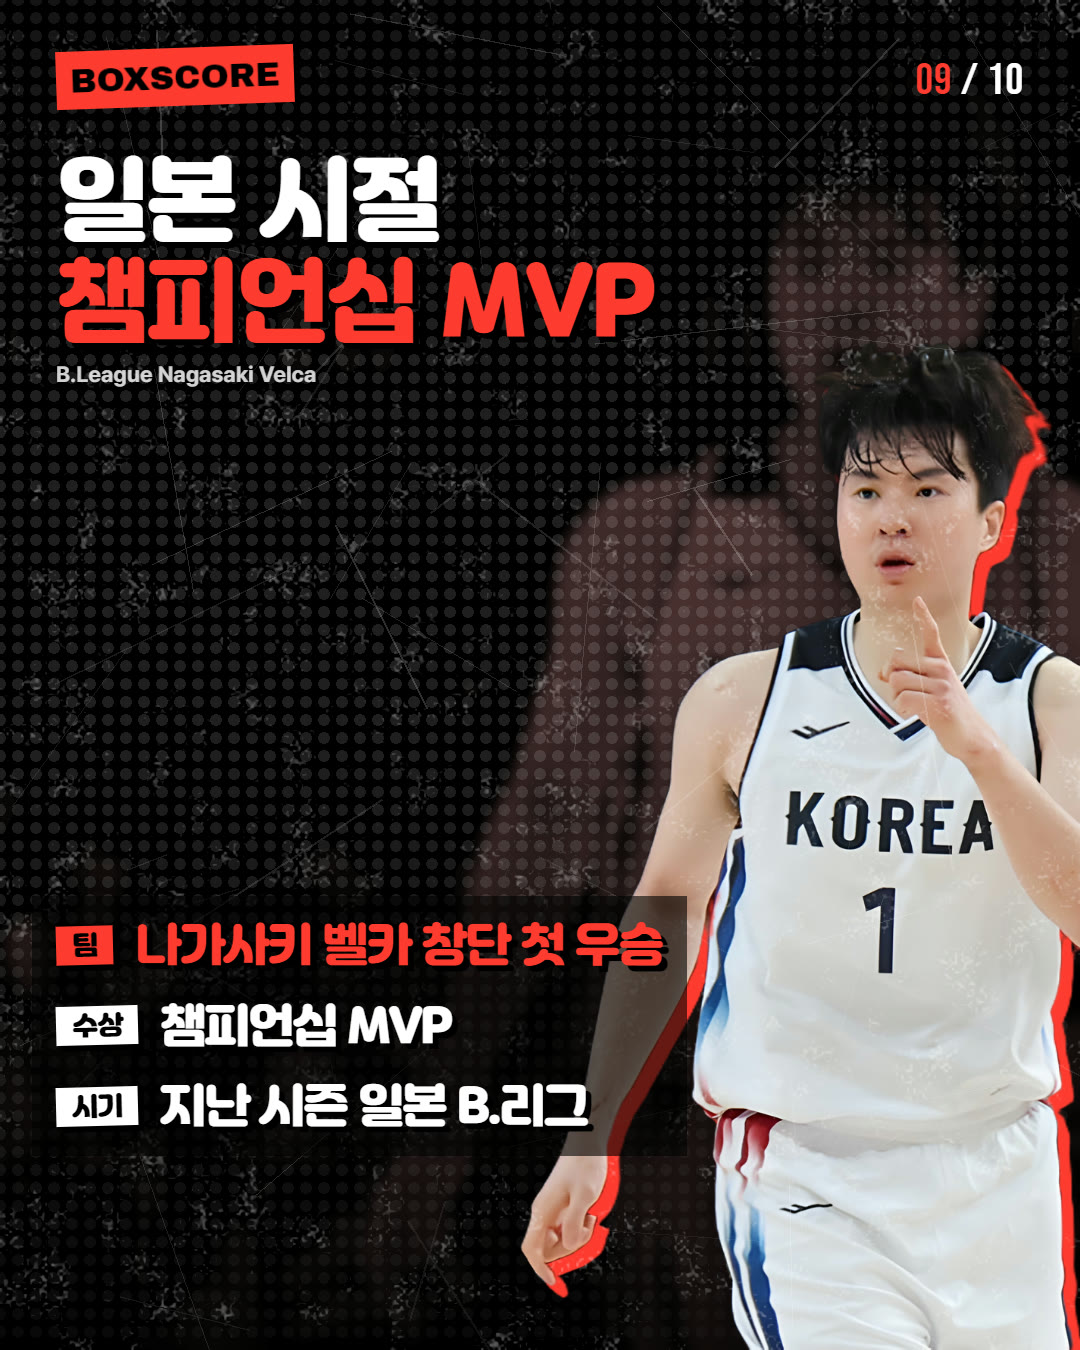 BOXSCORE
09 / 10
일본 시절
챔피언십 MVP
B.League Nagasaki Velca
KOREA
1
팀 나가사키 벨카 창단 첫 우승
수상 챔피언십 MVP
시기 지난 시즌 일본 B.리그